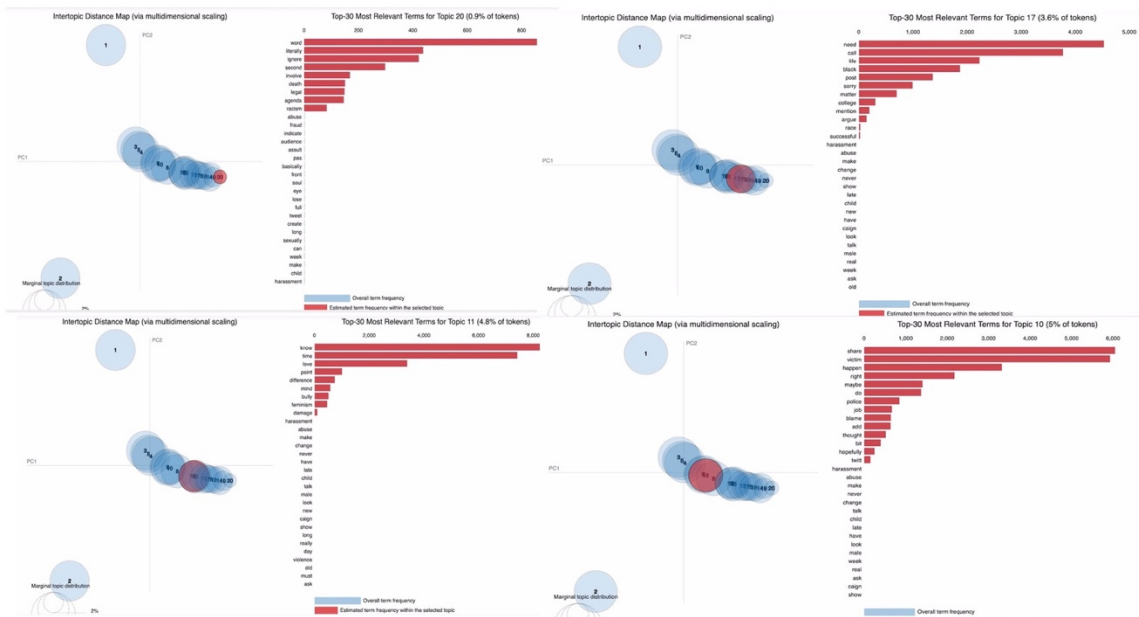 Intertopic Distance Map (via multidimensional scaling)
PC2
PC1
1
2
20
Marginal topic distribution
2%
Top-30 Most Relevant Terms for Topic 20 (0.9% of tokens)
0 200 400 600 800
word
literally
ignere
second
involve
death
legal
agenda
racism
abuse
fraud
indicate
audience
assult
pas
basically
front
soul
eye
lose
full
tweet
create
long
sexually
can
week
make
child
harassment
Overall term frequency
Estimated term frequency within the selected topic
Intertopic Distance Map (via multidimensional scaling)
PC2
PC1
1
2
20
Marginal topic distribution
Top-30 Most Relevant Terms for Topic 17 (3.6% of tokens)
0 1,000 2,000 3,000 4,000 5,000
need
call
life
black
post
sorry
matter
college
mention
argue
race
successful
harassment
abuse
make
change
never
show
late
child
new
have
caign
look
talk
male
real
week
ask
old
Overall term frequency
Estimated term frequency within the selected topic
Intertopic Distance Map (via multidimensional scaling)
PC2
PC1
1
2
20
Marginal topic distribution
2%
Top-30 Most Relevant Terms for Topic 11 (4.8% of tokens)
0 2,000 4,000 6,000 8,000
know
time
love
point
difference
mind
bully
feminism
damage
harassment
abuse
make
change
never
have
late
child
talk
male
look
new
caign
show
long
really
day
violence
old
must
ask
Overall term frequency
Estimated term frequency within the selected topic
Intertopic Distance Map (via multidimensional scaling)
PC2
PC1
1
2
20
Marginal topic distribution
Top-30 Most Relevant Terms for Topic 10 (5% of tokens)
0 1,000 2,000 3,000 4,000 5,000 6,000
share
victim
happen
right
maybe
do
police
job
blame
add
thought
bit
hopefully
twitt
harassment
abuse
make
never
change
talk
child
late
have
look
male
week
real
ask
caign
show
Overall term frequency